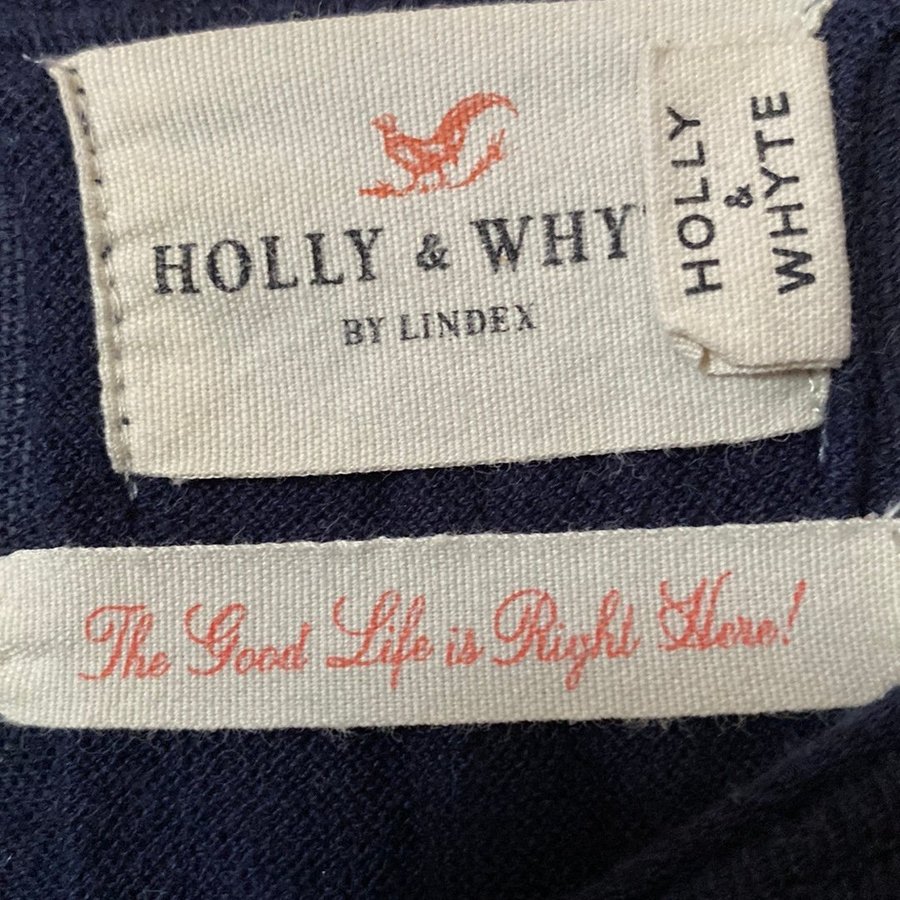 HOLLY & WHY
BY LINDEX
HOLLY
&
WHYTE
The Good Life is Right Here!